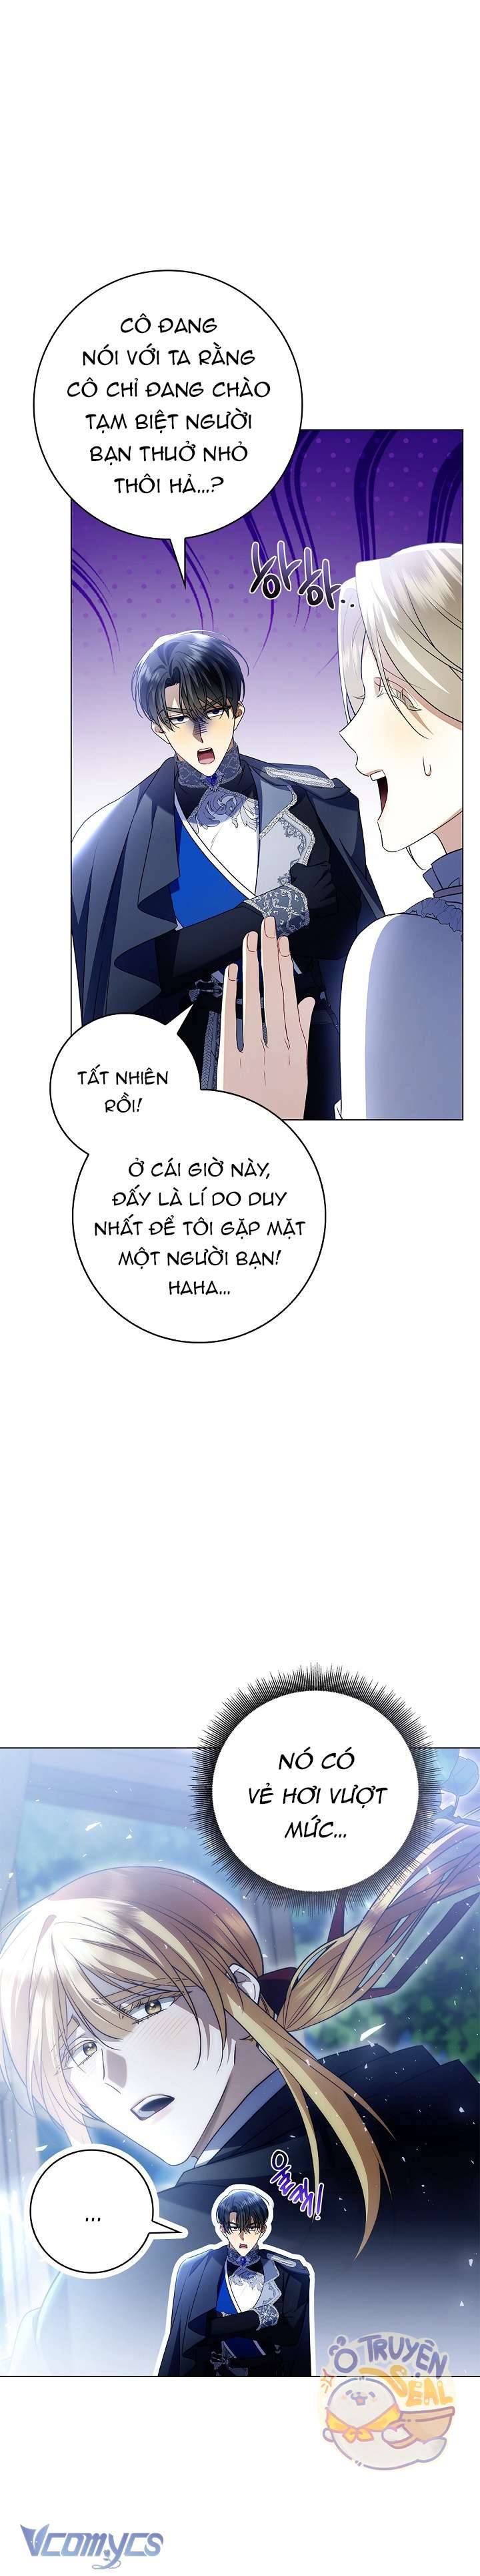 CÔ ĐANG
NÓI VỚI TA RẰNG
CÔ CHỈ ĐANG CHÀO
TẠM BIỆT NGƯỜI
BẠN THUỞ NHỎ
THÔI HẢ...?
TẤT NHIÊN
RỒI!
Ở CÁI GIỜ NÀY,
ĐẤY LÀ LÍ DO DUY
NHẤT ĐỂ TÔI GẶP MẶT
MỘT NGƯỜI BẠN!
HAHA...
NÓ CÓ
VẺ HƠI VƯỢT
MỨC...
...
Ổ TRUYỆN
SEAL
VCOMYCS